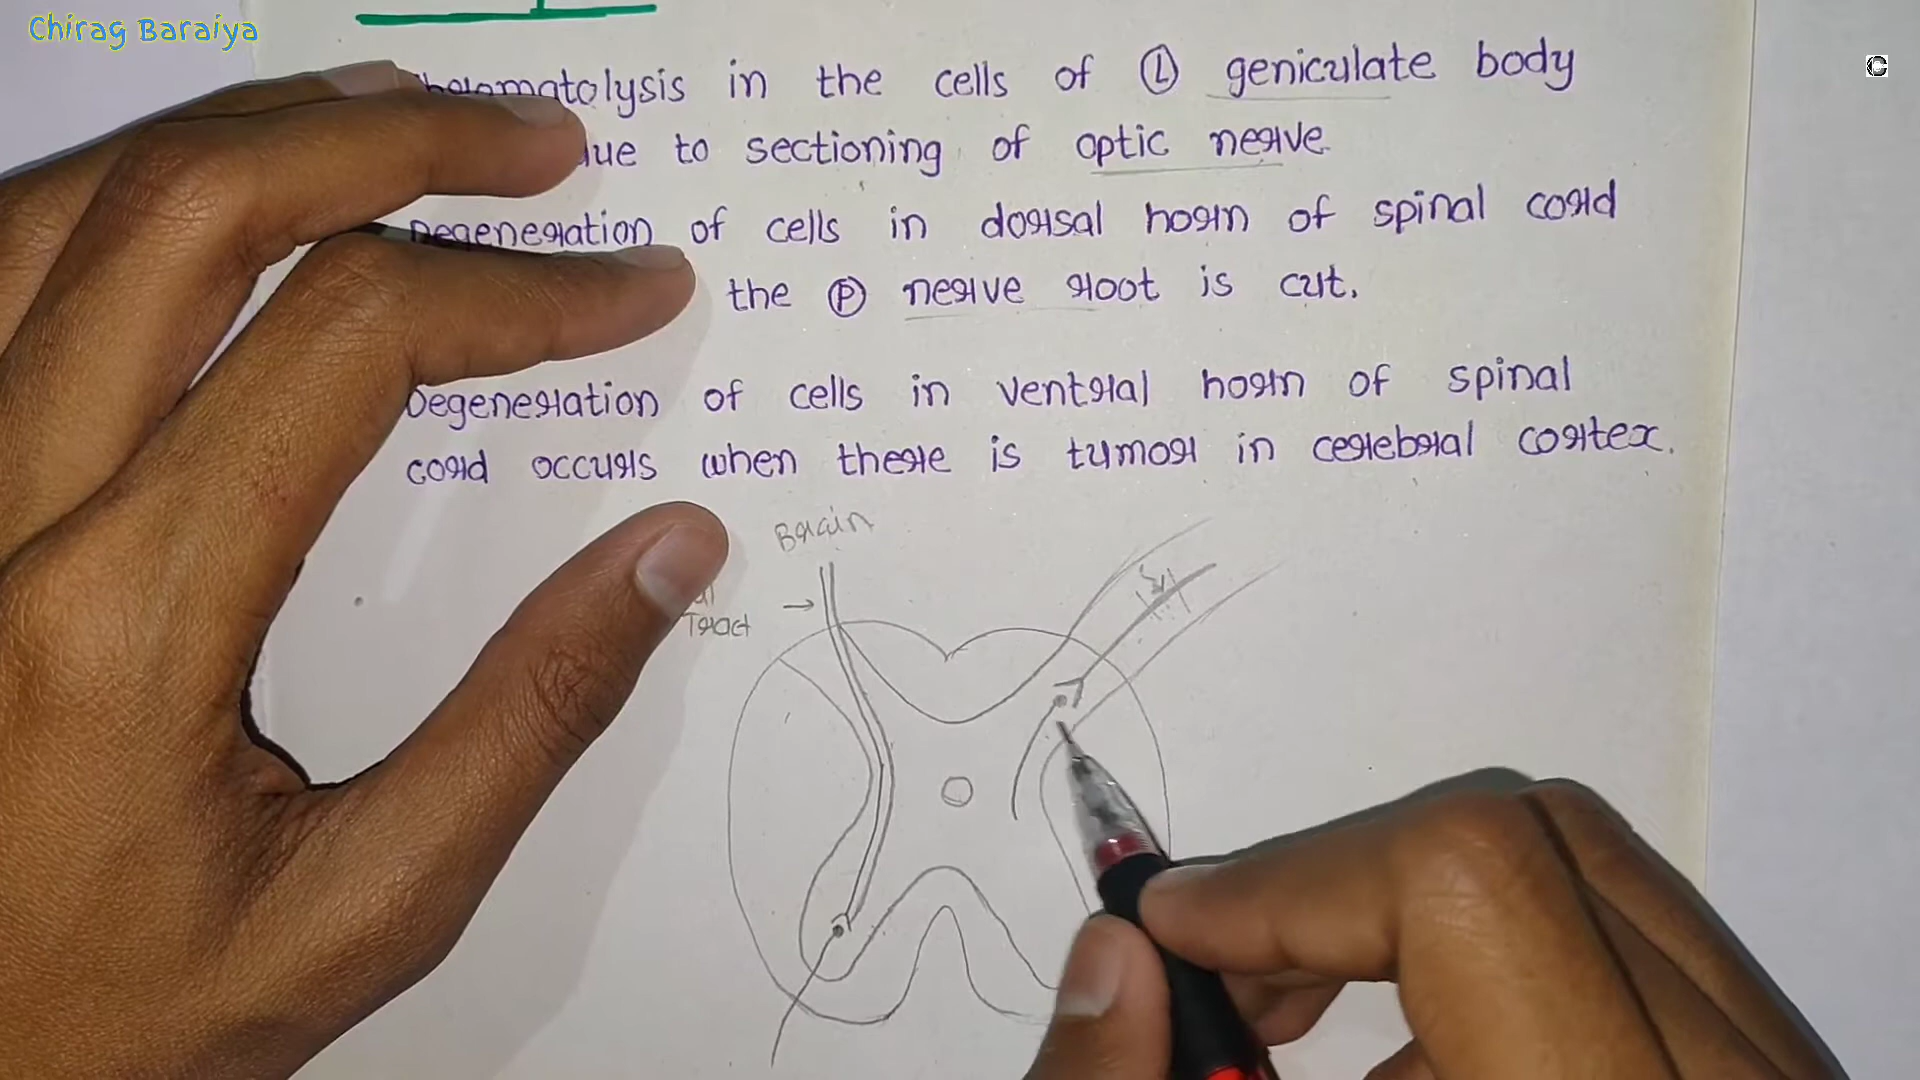 Chirag Baraiya
in the cells of Ⓛ geniculate body
due to sectioning of optic nerve.
Degeneration of cells in dorsal horn of spinal cord
the Ⓟ nerve root is cut.
Degeneration of cells in ventral horn of spinal
cord occurs when there is tumor in cerebral cortex.
Brain
Tract